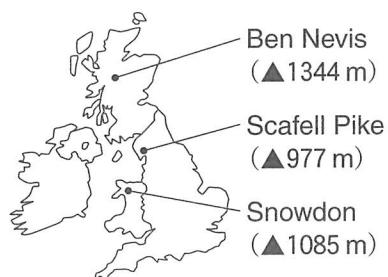 Ben Nevis
(▲1344 m)
Scafell Pike
(▲977 m)
Snowdon
(▲1085 m)